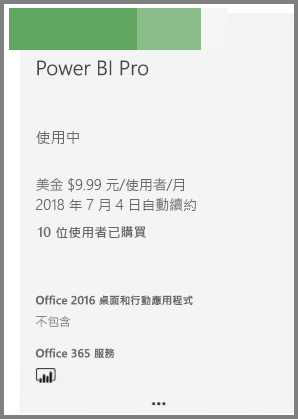 Power BI Pro
使用中
美金 $9.99 元/使用者/月
2018 年 7 月 4 日自動續約
10 位使用者已購買
Office 2016 桌面和行動應用程式
不包含
Office 365 服務